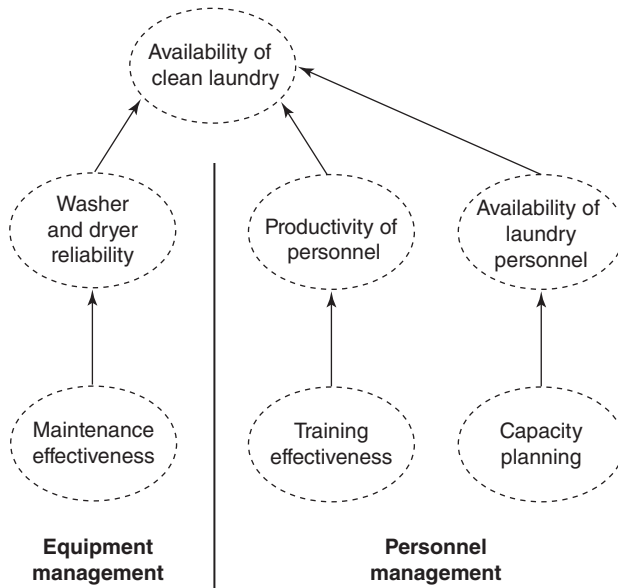 Availability of
clean laundry
Washer
and dryer
reliability
Productivity of
personnel
Availability of
laundry
personnel
Maintenance
effectiveness
Training
effectiveness
Capacity
planning
Equipment
management
Personnel
management